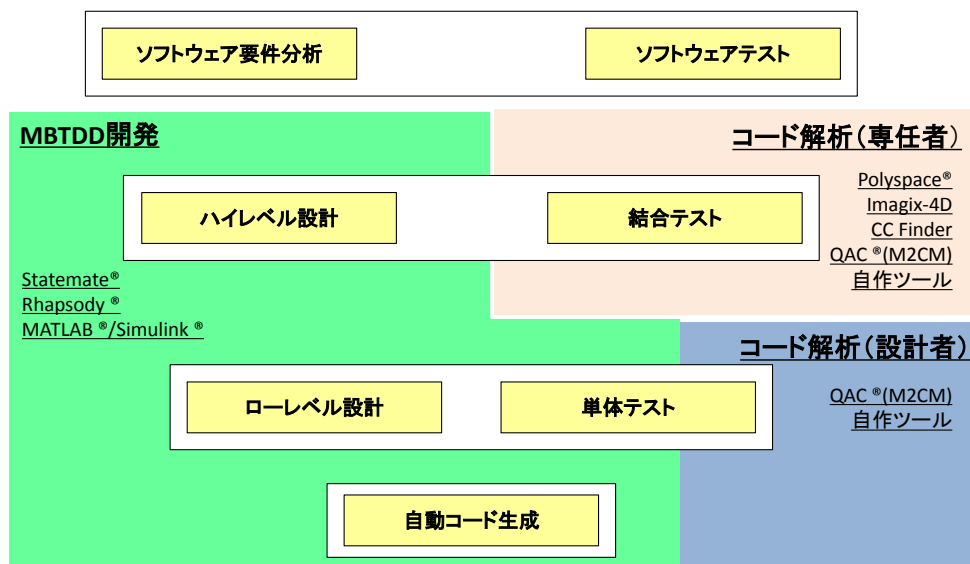 ソフトウェア要件分析
ソフトウェアテスト
MBTDD開発
コード解析(専任者)
Polyspace®
Imagix-4D
CC Finder
QAC ®(M2CM)
自作ツール
ハイレベル設計
結合テスト
Statemate®
Rhapsody ®
MATLAB ®/Simulink ®
コード解析(設計者)
QAC ®(M2CM)
自作ツール
ローレベル設計
単体テスト
自動コード生成